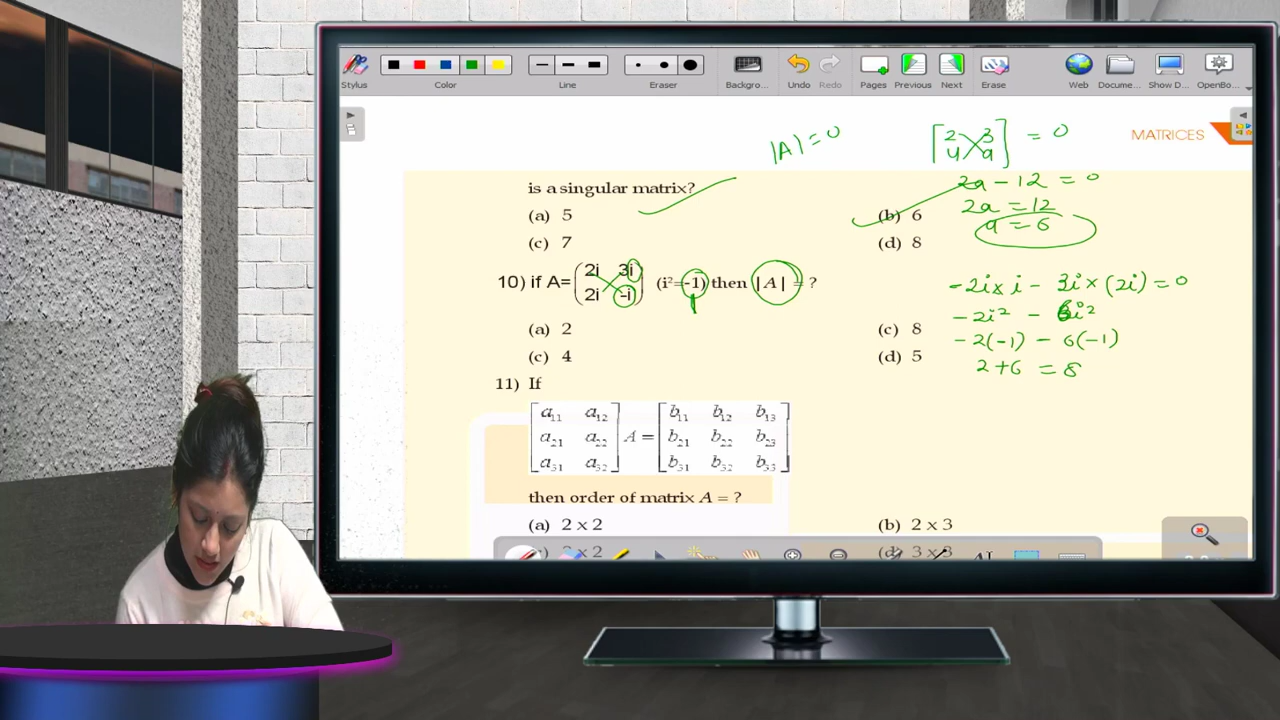 Stylus Color Line Eraser Backgro... Undo Redo Pages Previous Next Erase Web Docume... Show D... OpenBo...
MATRICES
|A|=0
[2 3
4 a] = 0
2a - 12 = 0
2a = 12
a = 6
is a singular matrix?
(a) 5 (b) 6
(c) 7 (d) 8
10) if A= (2i 3i
2i -i) (i²=-1) then |A| = ?
(a) 2 (c) 8
(c) 4 (d) 5
-2i×i - 3i×(2i) = 0
-2i² - 6i²
-2(-1) - 6(-1)
2+6 = 8
11) If
[a11 a12
a21 a22
a31 a32] A = [b11 b12 b13
b21 b22 b23
b31 b32 b33]
then order of matrix A = ?
(a) 2 x 2 (b) 2 x 3
3 x 2 (d) 3 x 3